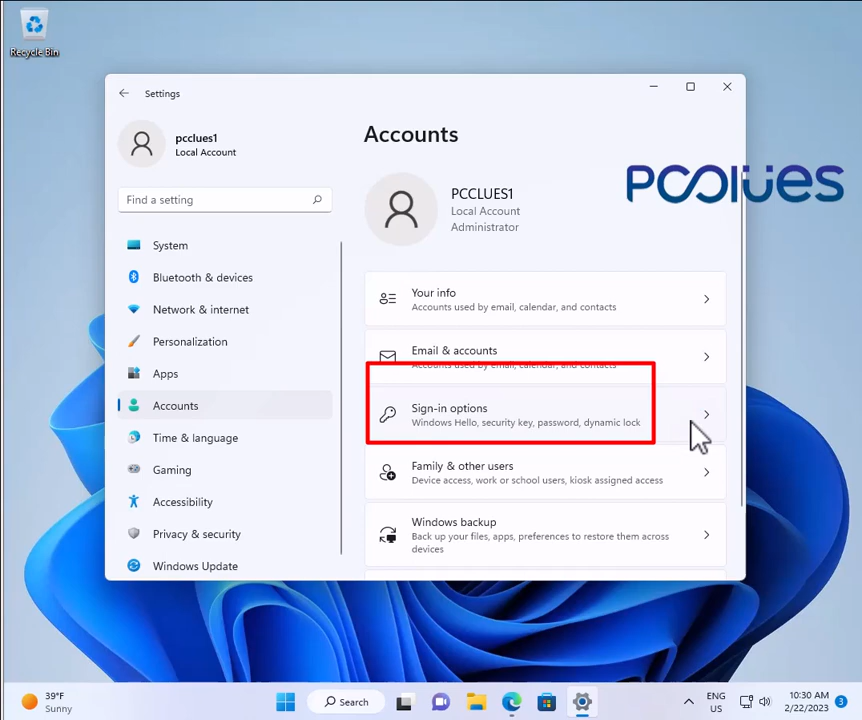 Recycle Bin
Settings
pcclues1
Local Account
Find a setting
System
Bluetooth & devices
Network & internet
Personalization
Apps
Accounts
Time & language
Gaming
Accessibility
Privacy & security
Windows Update
Accounts
PCCLUES1
Local Account
Administrator
PCClues
Your info
Accounts used by email, calendar, and contacts
Email & accounts
Accounts used by email, calendar, and contacts
Sign-in options
Windows Hello, security key, password, dynamic lock
Family & other users
Device access, work or school users, kiosk assigned access
Windows backup
Back up your files, apps, preferences to restore them across
devices
39°F
Sunny
Search
ENG
US
10:30 AM
2/22/2023
3